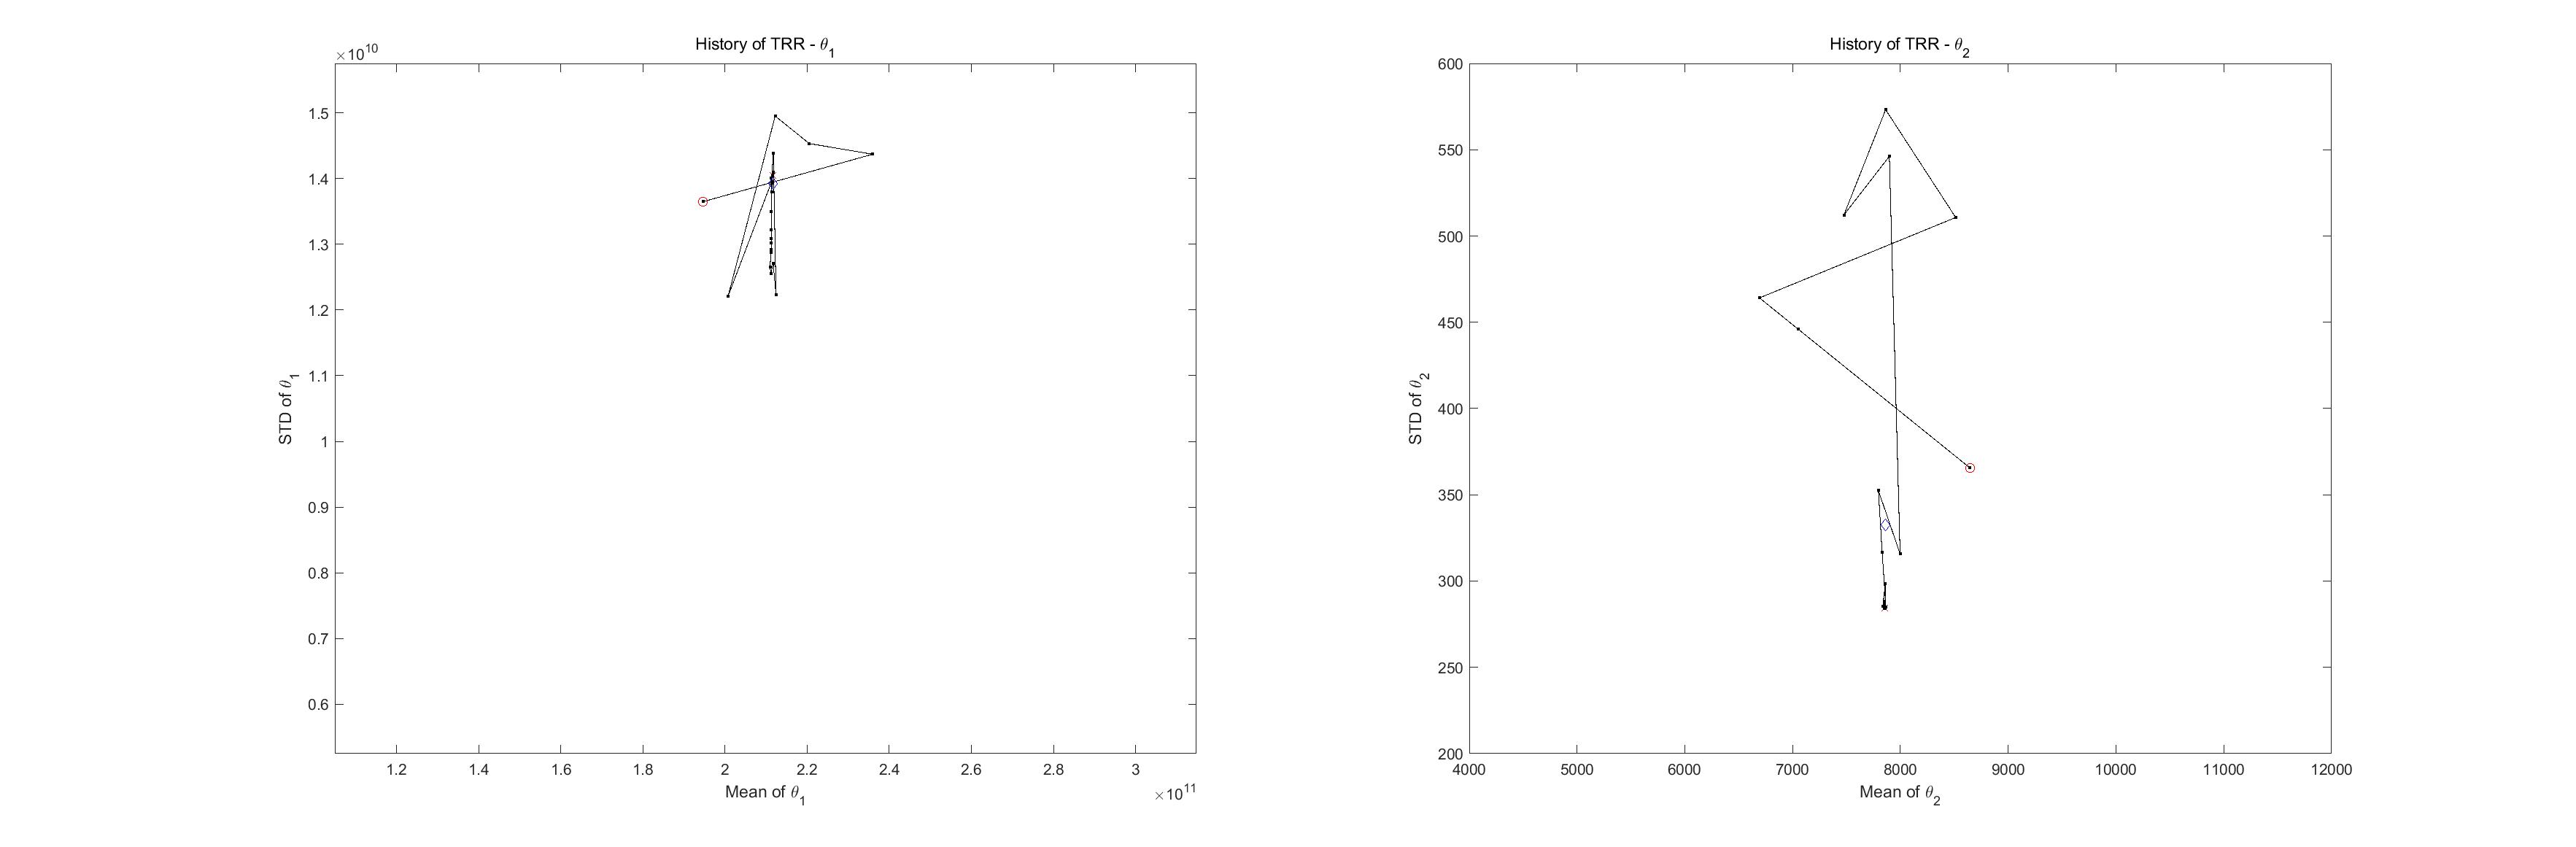 History of TRR - θ1
×10^10
1.5
1.4
1.3
1.2
1.1
1
0.9
0.8
0.7
0.6
STD of θ1
1.2 1.4 1.6 1.8 2 2.2 2.4 2.6 2.8 3
Mean of θ1
×10^11
History of TRR - θ2
600
550
500
450
400
350
300
250
200
STD of θ2
4000 5000 6000 7000 8000 9000 10000 11000 12000
Mean of θ2